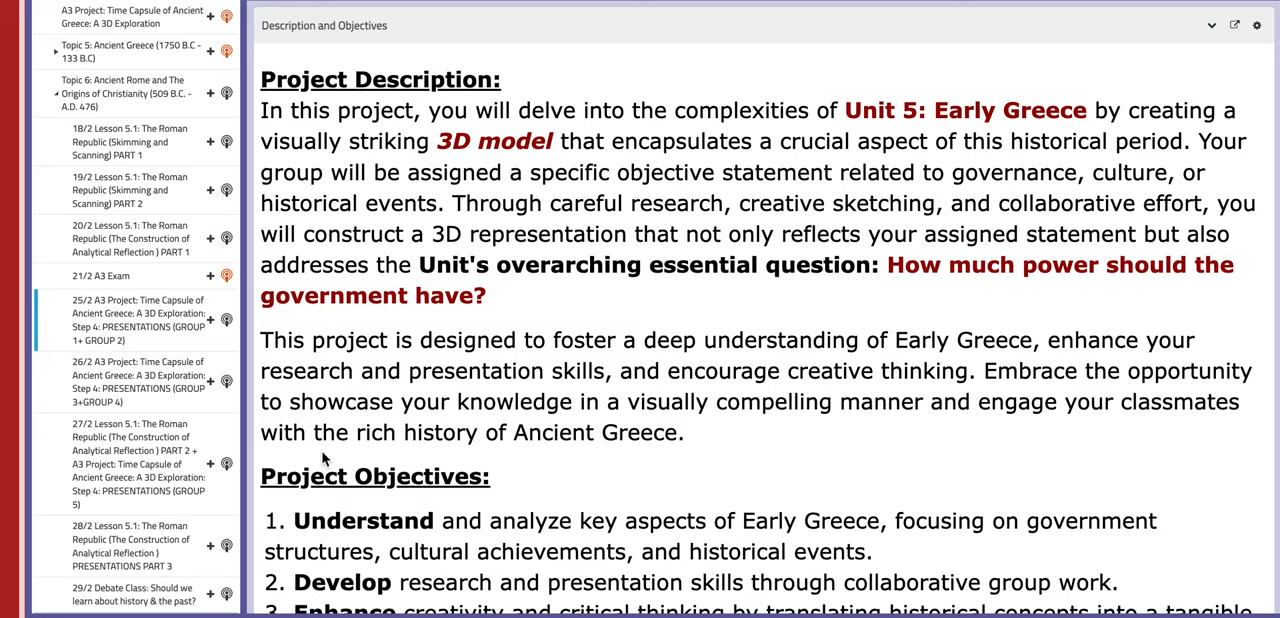 A3 Project: Time Capsule of Ancient
Greece: A 3D Exploration
Topic 5: Ancient Greece (1750 B.C -
133 B.C)
Topic 6: Ancient Rome and The
Origins of Christianity (509 B.C. -
A.D. 476)
18/2 Lesson 5.1: The Roman
Republic (Skimming and
Scanning) PART 1
19/2 Lesson 5.1: The Roman
Republic (Skimming and
Scanning) PART 2
20/2 Lesson 5.1: The Roman
Republic (The Construction of
Analytical Reflection ) PART 1
21/2 A3 Exam
25/2 A3 Project: Time Capsule of
Ancient Greece: A 3D Exploration:
Step 4: PRESENTATIONS (GROUP
1+ GROUP 2)
26/2 A3 Project: Time Capsule of
Ancient Greece: A 3D Exploration:
Step 4: PRESENTATIONS (GROUP
3+GROUP 4)
27/2 Lesson 5.1: The Roman
Republic (The Construction of
Analytical Reflection ) PART 2 +
A3 Project: Time Capsule of
Ancient Greece: A 3D Exploration:
Step 4: PRESENTATIONS (GROUP
5)
28/2 Lesson 5.1: The Roman
Republic (The Construction of
Analytical Reflection )
PRESENTATIONS PART 3
29/2 Debate Class: Should we
learn about history & the past?
Description and Objectives
Project Description:
In this project, you will delve into the complexities of Unit 5: Early Greece by creating a
visually striking 3D model that encapsulates a crucial aspect of this historical period. Your
group will be assigned a specific objective statement related to governance, culture, or
historical events. Through careful research, creative sketching, and collaborative effort, you
will construct a 3D representation that not only reflects your assigned statement but also
addresses the Unit's overarching essential question: How much power should the
government have?
This project is designed to foster a deep understanding of Early Greece, enhance your
research and presentation skills, and encourage creative thinking. Embrace the opportunity
to showcase your knowledge in a visually compelling manner and engage your classmates
with the rich history of Ancient Greece.
Project Objectives:
1. Understand and analyze key aspects of Early Greece, focusing on government
structures, cultural achievements, and historical events.
2. Develop research and presentation skills through collaborative group work.
3. Enhance creativity and critical thinking by translating historical concepts into a tangible